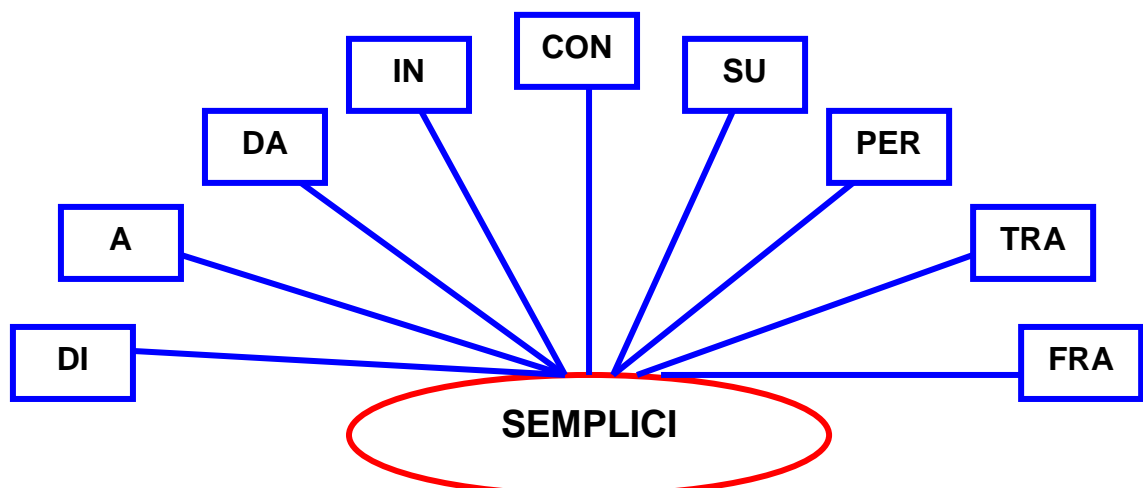 CON
IN
SU
DA
PER
A
TRA
DI
FRA
SEMPLICI